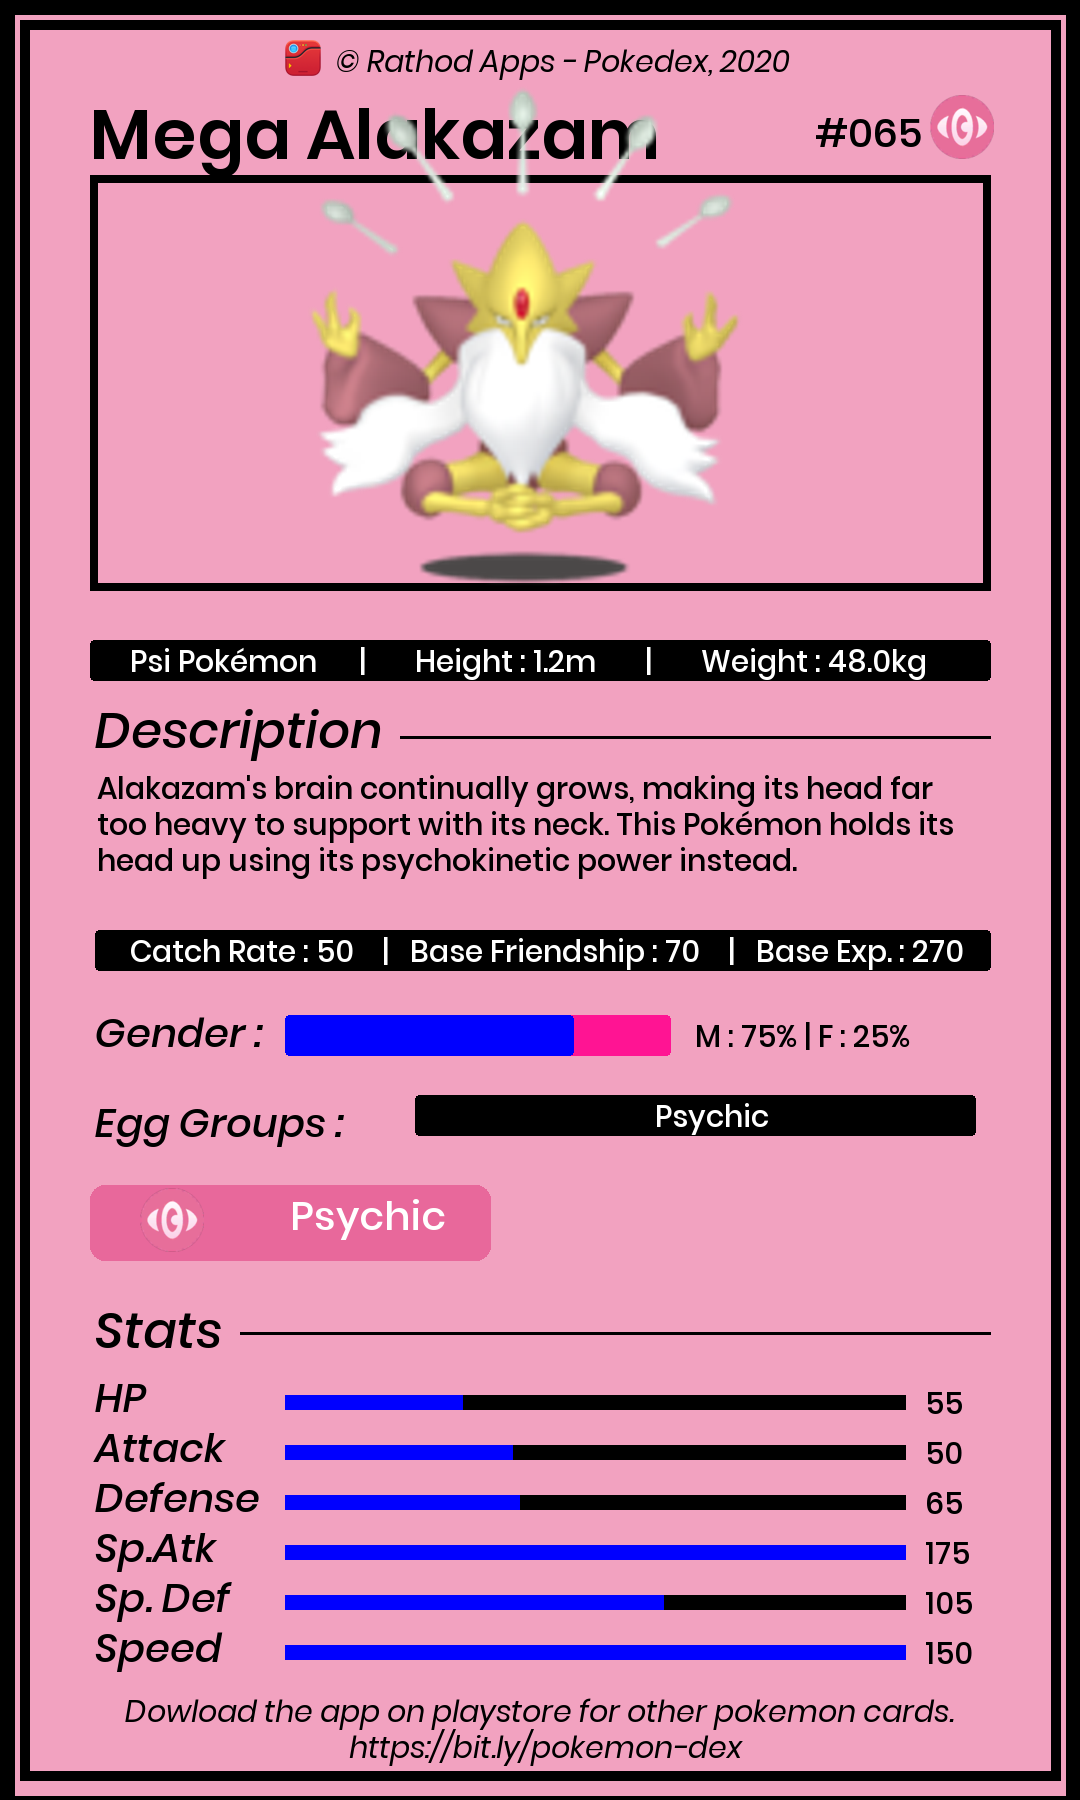 © Rathod Apps - Pokedex, 2020
Mega Alakazam
#065
Psi Pokémon | Height : 1.2m | Weight : 48.0kg
Description
Alakazam's brain continually grows, making its head far
too heavy to support with its neck. This Pokémon holds its
head up using its psychokinetic power instead.
Catch Rate : 50 | Base Friendship : 70 | Base Exp. : 270
Gender : M : 75% | F : 25%
Egg Groups : Psychic
Psychic
Stats
HP 55
Attack 50
Defense 65
Sp.Atk 175
Sp. Def 105
Speed 150
Dowload the app on playstore for other pokemon cards.
https://bit.ly/pokemon-dex